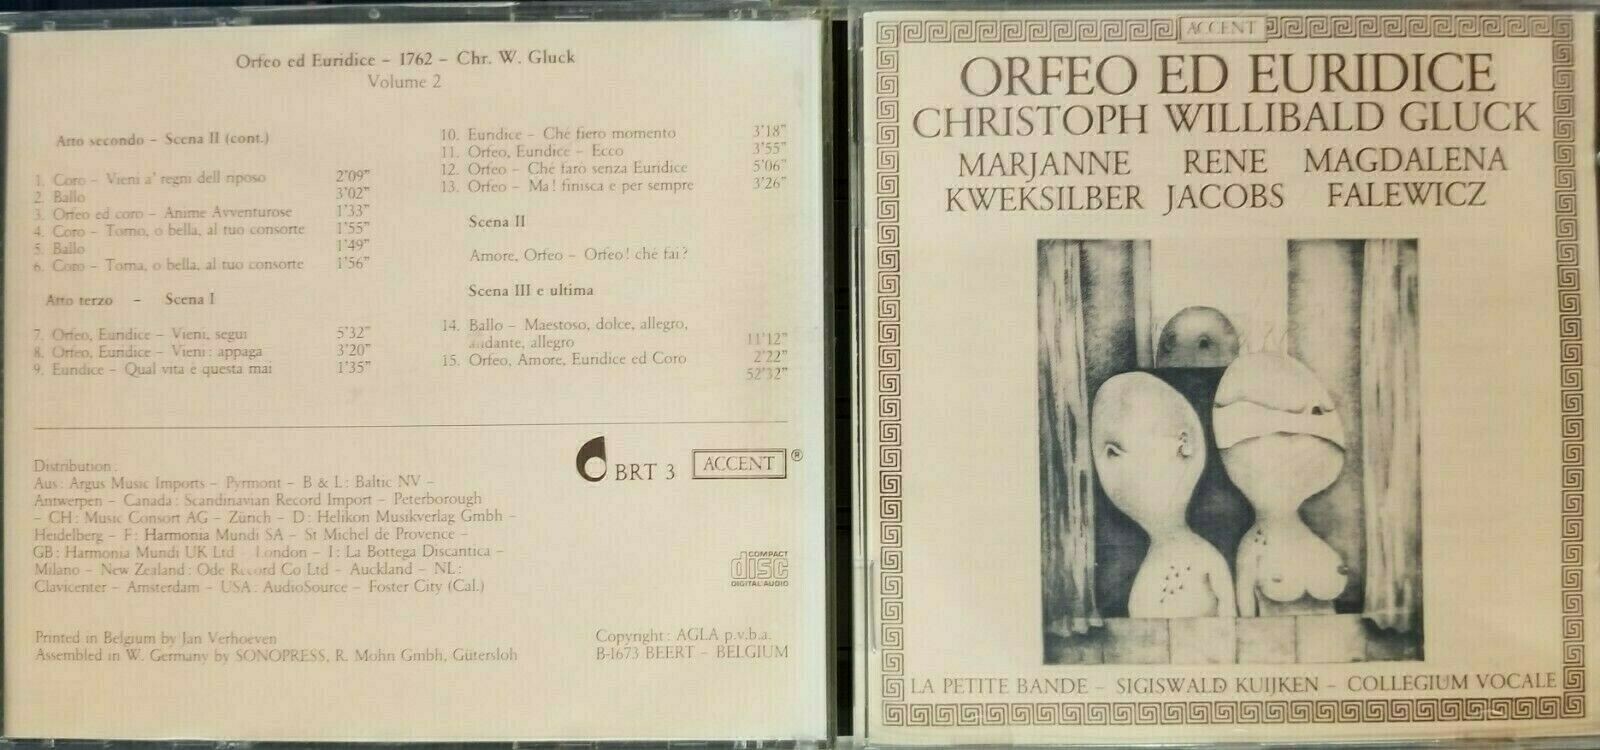 Orfeo ed Euridice – 1762 – Chr. W. Gluck
Volume 2
Atto secondo – Scena II (cont.)
1. Coro – Vieni a' regni dell riposo 2'09"
2. Ballo 3'02"
3. Orfeo ed coro – Anime Avventurose 1'33"
4. Coro – Torno, o bella, al tuo consorte 1'55"
5. Ballo 1'49"
6. Coro – Torna, o bella, al tuo consorte 1'56"
Atto terzo – Scena I
7. Orfeo, Euridice – Vieni, segui 5'32"
8. Orfeo, Euridice – Vieni: appaga 3'20"
9. Euridice – Qual vita e questa mai 1'35"
10. Euridice – Ché fiero momento 3'18"
11. Orfeo, Euridice – Ecco 3'55"
12. Orfeo – Ché faro senza Euridice 5'06"
13. Orfeo – Ma! finisca e per sempre 3'26"
Scena II
Amore, Orfeo – Orfeo! ché fai?
Scena III e ultima
14. Ballo – Maestoso, dolce, allegro,
andante, allegro 11'12"
15. Orfeo, Amore, Euridice ed Coro 2'22"
52'32"
BRT 3 ACCENT ®
Distribution:
Aus: Argus Music Imports – Pyrmont – B & L: Baltic NV –
Antwerpen – Canada: Scandinavian Record Import – Peterborough
– CH: Music Consort AG – Zürich – D: Helikon Musikverlag Gmbh –
Heidelberg – F: Harmonia Mundi SA – St Michel de Provence –
GB: Harmonia Mundi UK Ltd – London – I: La Bottega Discantica –
Milano – New Zealand: Ode Record Co Ltd – Auckland – NL:
Clavicenter – Amsterdam – USA: AudioSource – Foster City (Cal.)
COMPACT
disc
DIGITAL AUDIO
Printed in Belgium by Jan Verhoeven
Assembled in W. Germany by SONOPRESS, R. Mohn Gmbh, Gütersloh
Copyright: AGLA p.v.b.a.
B-1673 BEERT – BELGIUM
ACCENT
ORFEO ED EURIDICE
CHRISTOPH WILLIBALD GLUCK
MARJANNE RENE MAGDALENA
KWEKSILBER JACOBS FALEWICZ
LA PETITE BANDE – SIGISWALD KUIJKEN – COLLEGIUM VOCALE